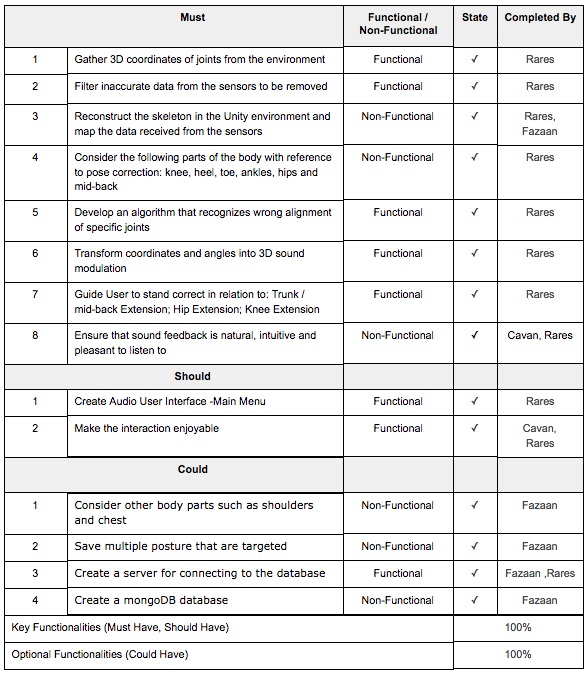 Must Functional / State Completed By
Non-Functional
1 Gather 3D coordinates of joints from the environment Functional ✓ Rares
2 Filter inaccurate data from the sensors to be removed Functional ✓ Rares
3 Reconstruct the skeleton in the Unity environment and Non-Functional ✓ Rares,
map the data received from the sensors Fazaan
4 Consider the following parts of the body with reference Non-Functional ✓ Rares
to pose correction: knee, heel, toe, ankles, hips and
mid-back
5 Develop an algorithm that recognizes wrong alignment Functional ✓ Rares
of specific joints
6 Transform coordinates and angles into 3D sound Functional ✓ Rares
modulation
7 Guide User to stand correct in relation to: Trunk / Functional ✓ Rares
mid-back Extension; Hip Extension; Knee Extension
8 Ensure that sound feedback is natural, intuitive and Non-Functional ✓ Cavan, Rares
pleasant to listen to
Should
1 Create Audio User Interface -Main Menu Functional ✓ Rares
2 Make the interaction enjoyable Functional ✓ Cavan,
Rares
Could
1 Consider other body parts such as shoulders Non-Functional ✓ Fazaan
and chest
2 Save multiple posture that are targeted Non-Functional ✓ Fazaan
3 Create a server for connecting to the database Functional ✓ Fazaan ,Rares
4 Create a mongoDB database Non-Functional ✓ Fazaan
Key Functionalities (Must Have, Should Have) 100%
Optional Functionalities (Could Have) 100%